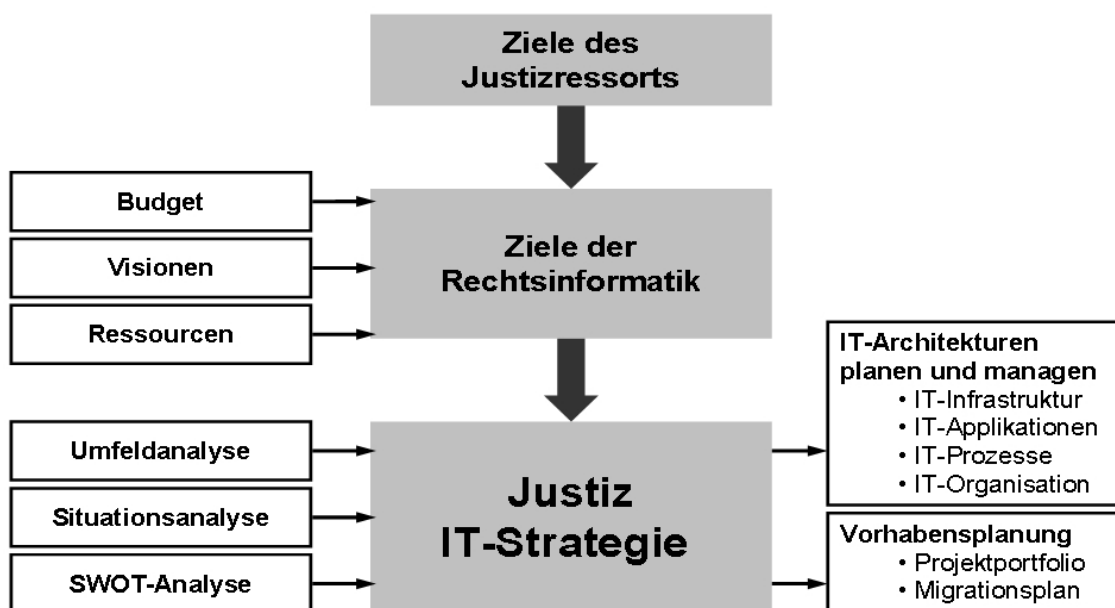 Ziele des
Justizressorts
Budget
Visionen
Ressourcen
Ziele der
Rechtsinformatik
Umfeldanalyse
Situationsanalyse
SWOT-Analyse
Justiz
IT-Strategie
IT-Architekturen
planen und managen
• IT-Infrastruktur
• IT-Applikationen
• IT-Prozesse
• IT-Organisation
Vorhabensplanung
• Projektportfolio
• Migrationsplan